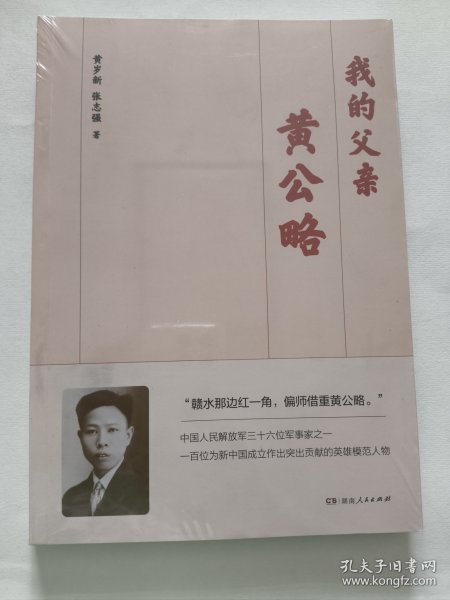 我的父亲
黄公略
黄岁新 张志强 著
“赣水那边红一角，偏师借重黄公略。”
中国人民解放军三十六位军事家之一
一百位为新中国成立作出突出贡献的英雄模范人物
湖南人民出版社
孔夫子旧书网
www.kongfz.com